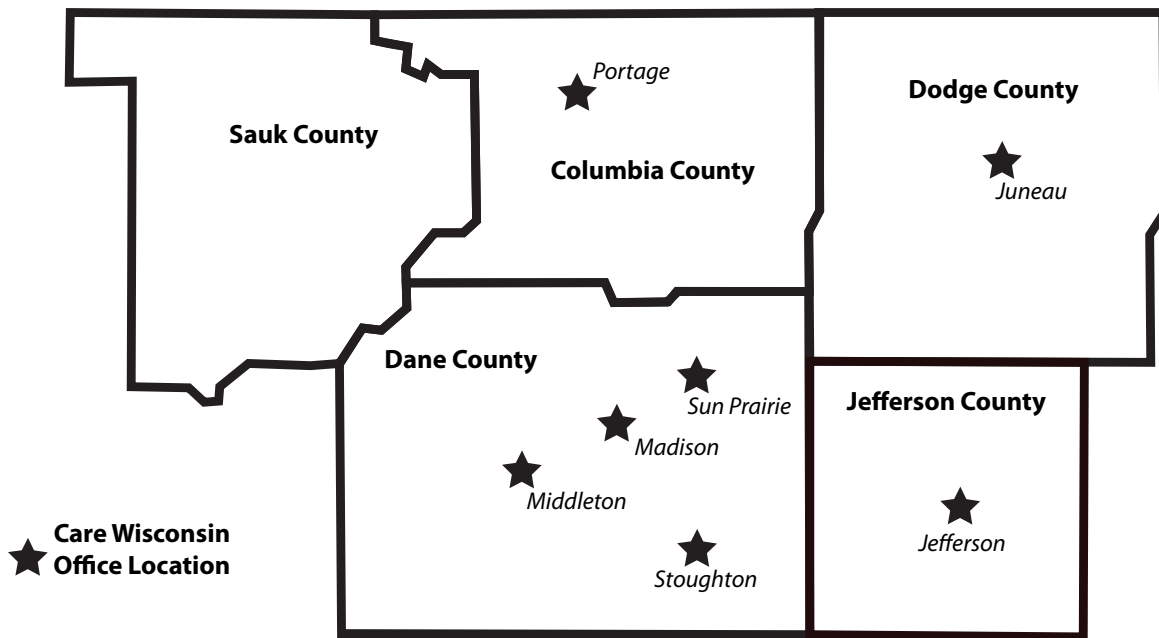 Portage
Dodge County
Sauk County
Columbia County
Juneau
Dane County
Sun Prairie
Jefferson County
Madison
Middleton
Care Wisconsin
Office Location
Jefferson
Stoughton